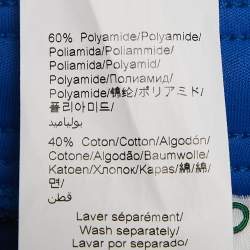 60% Polyamide/Polyamide/
Poliamida/Poliammide/
Poliamida/Polyamid/
Polyamide/Полиамид/
Polyamide/锦纶/ポリアミド/
폴리아미드/
بولياميد
40% Coton/Cotton/Algodón/
Cotone/Algodão/Baumwolle/
Katoen/Хлопок/Kapas/綿/綿/
면/
قطن
Laver séparément/
Wash separately/
Lavar por separado/